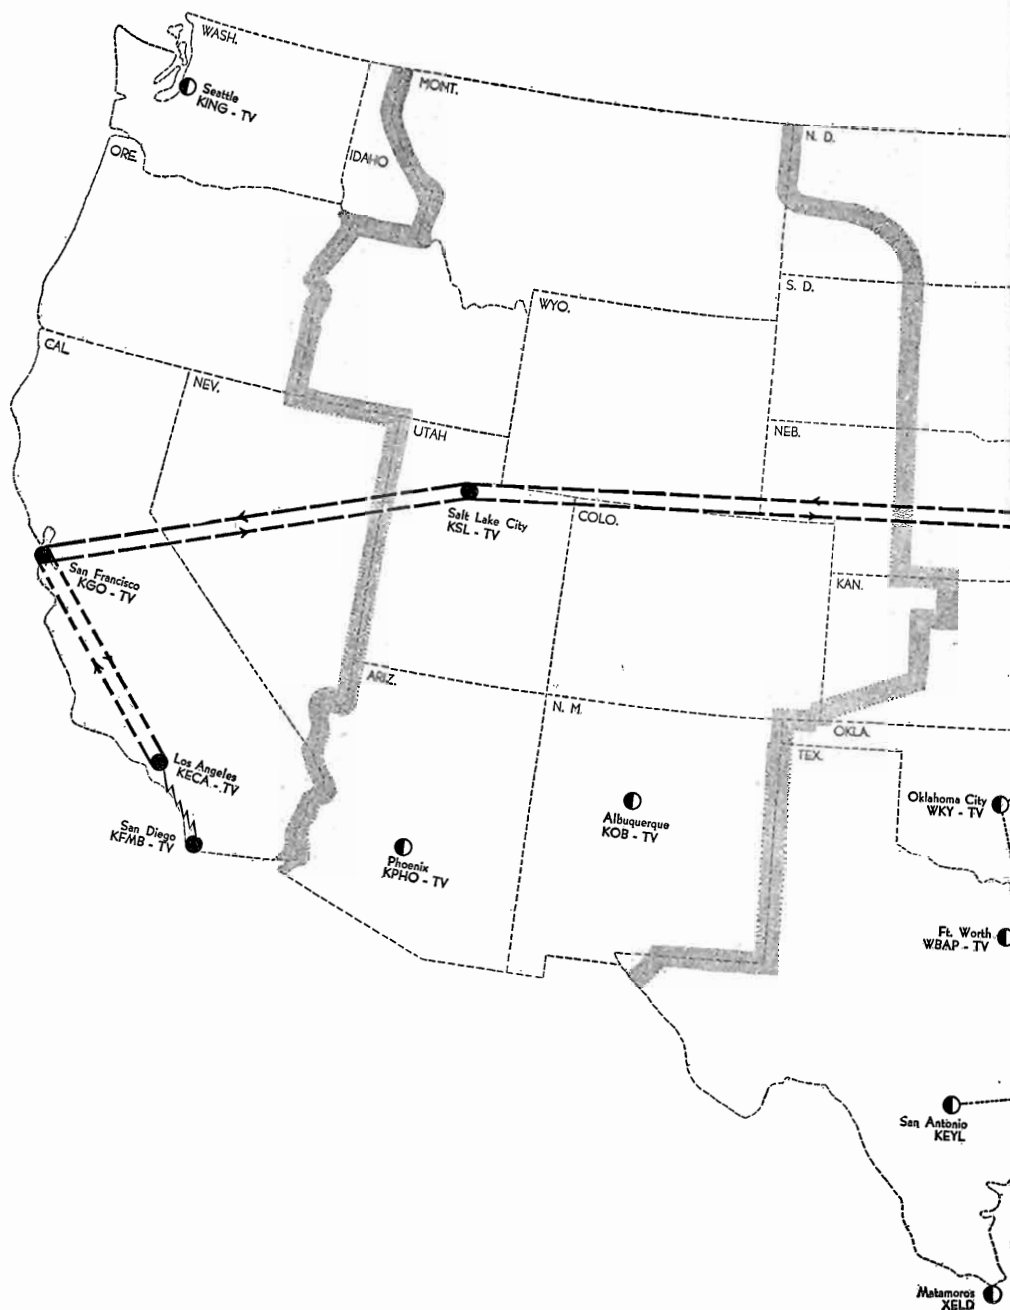 WASH.
Seattle
KING - TV
MONT.
N. D.
ORE.
IDAHO
S. D.
WYO.
CAL.
NEV.
UTAH
NEB.
Salt Lake City
KSL - TV
COLO.
San Francisco
KGO - TV
KAN.
ARIZ.
N. M.
OKLA.
TEX.
Los Angeles
KECA - TV
San Diego
KFMB - TV
Phoenix
KPHO - TV
Albuquerque
KOB - TV
Oklahoma City
WKY - TV
Ft. Worth
WBAP - TV
San Antonio
KEYL
Matamoros
XELD